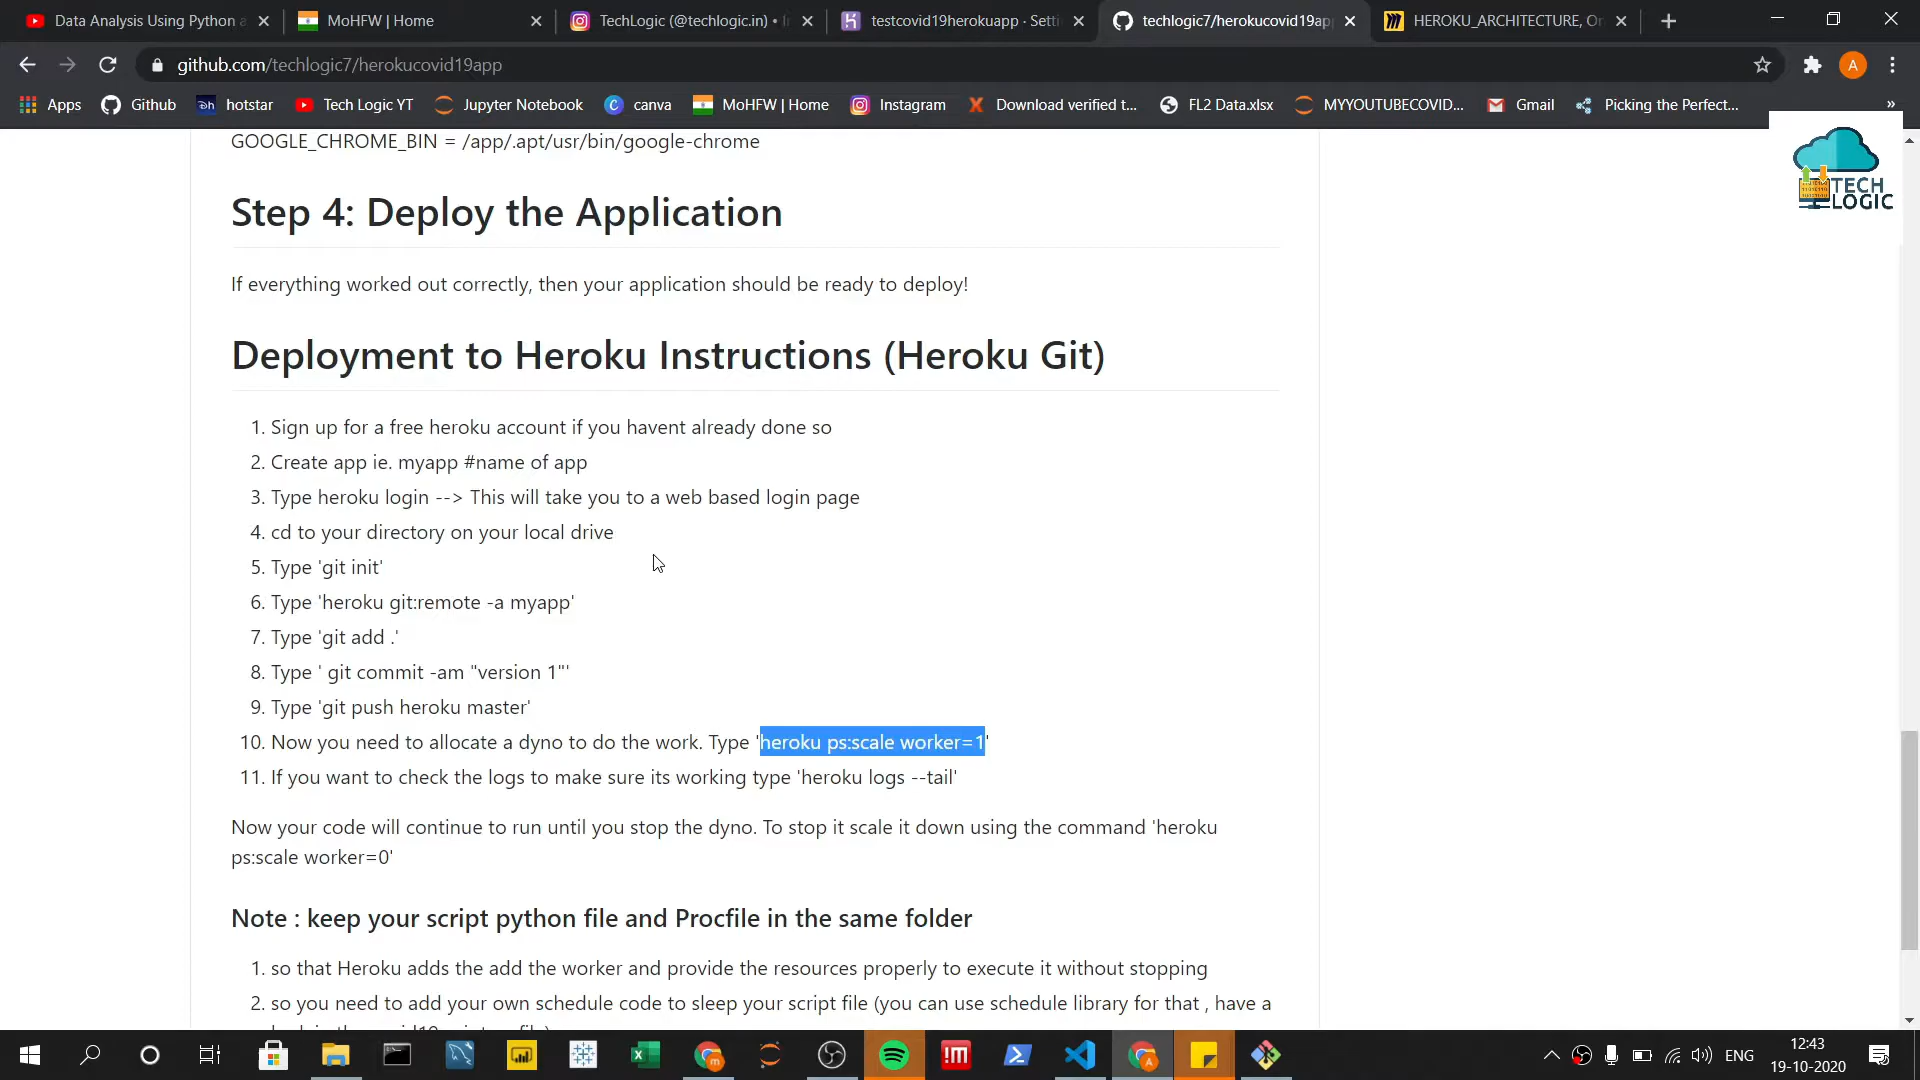 Data Analysis Using Python a
MoHFW | Home
TechLogic (@techlogic.in) • I
testcovid19herokuapp · Setti
techlogic7/herokucovid19app
HEROKU_ARCHITECTURE, On
github.com/techlogic7/herokucovid19app
A
Apps
Github
hotstar
Tech Logic YT
Jupyter Notebook
canva
MoHFW | Home
Instagram
Download verified t...
FL2 Data.xlsx
MYYOUTUBECOVID...
Gmail
Picking the Perfect...
»
TECH
LOGIC
GOOGLE_CHROME_BIN = /app/.apt/usr/bin/google-chrome
Step 4: Deploy the Application
If everything worked out correctly, then your application should be ready to deploy!
Deployment to Heroku Instructions (Heroku Git)
1. Sign up for a free heroku account if you havent already done so
2. Create app ie. myapp #name of app
3. Type heroku login --> This will take you to a web based login page
4. cd to your directory on your local drive
5. Type 'git init'
6. Type 'heroku git:remote -a myapp'
7. Type 'git add .'
8. Type ' git commit -am "version 1"'
9. Type 'git push heroku master'
10. Now you need to allocate a dyno to do the work. Type 'heroku ps:scale worker=1'
11. If you want to check the logs to make sure its working type 'heroku logs --tail'
Now your code will continue to run until you stop the dyno. To stop it scale it down using the command 'heroku
ps:scale worker=0'
Note : keep your script python file and Procfile in the same folder
1. so that Heroku adds the add the worker and provide the resources properly to execute it without stopping
2. so you need to add your own schedule code to sleep your script file (you can use schedule library for that , have a
ENG
12:43
19-10-2020